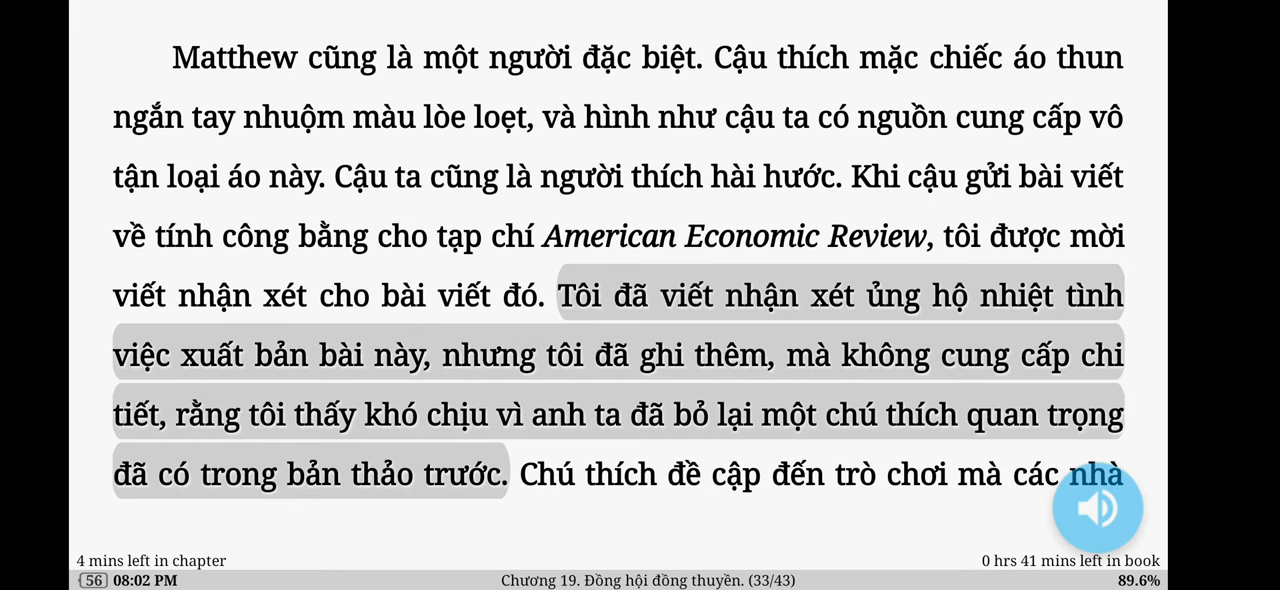 Matthew cũng là một người đặc biệt. Cậu thích mặc chiếc áo thun
ngắn tay nhuộm màu lòe loẹt, và hình như cậu ta có nguồn cung cấp vô
tận loại áo này. Cậu ta cũng là người thích hài hước. Khi cậu gửi bài viết
về tính công bằng cho tạp chí American Economic Review, tôi được mời
viết nhận xét cho bài viết đó. Tôi đã viết nhận xét ủng hộ nhiệt tình
việc xuất bản bài này, nhưng tôi đã ghi thêm, mà không cung cấp chi
tiết, rằng tôi thấy khó chịu vì anh ta đã bỏ lại một chú thích quan trọng
đã có trong bản thảo trước. Chú thích đề cập đến trò chơi mà các nhà
4 mins left in chapter 0 hrs 41 mins left in book
56 08:02 PM Chương 19. Đồng hội đồng thuyền. (33/43) 89.6%